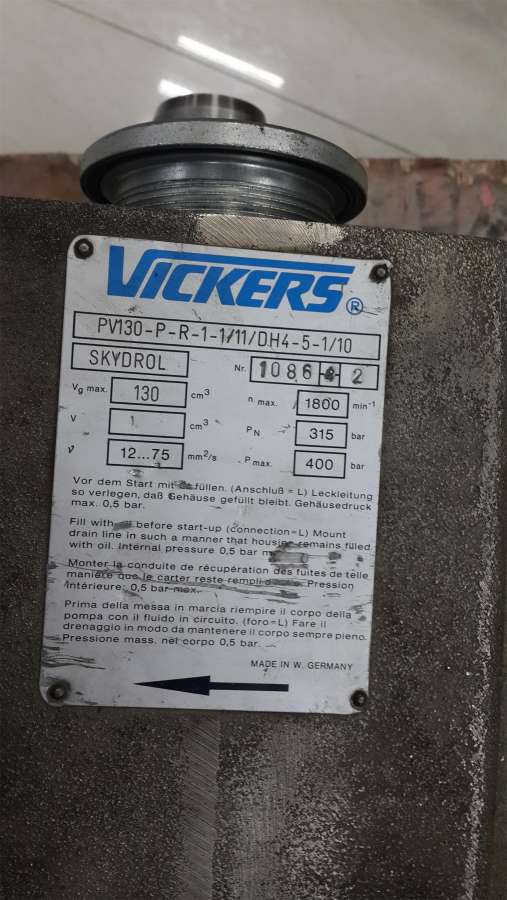 VICKERS ®
PV130-P-R-1-1/11/DH4-5-1/10
SKYDROL Nr. 1086 2
Vg max. 130 cm³ n max. 1800 min⁻¹
V cm³ PN 315 bar
ν 12...75 mm²/s P max. 400 bar
Vor dem Start mit füllen. (Anschluß = L) Leckleitung
so verlegen, daß Gehäuse gefüllt bleibt. Gehäusedruck
max. 0,5 bar.
Fill with before start-up (connection = L) Mount
drain line in such a manner that housing remains filled
with oil. Internal pressure 0,5 bar
Monter la conduite de récupération des fuites de telle
manière que le carter reste rempli Pression
Intérieure: 0,5 bar max.
Prima della messa in marcia riempire il corpo della
pompa con il fluido in circuito. (foro = L) Fare il
drenaggio in modo da mantenere il corpo sempre pieno.
Pressione mass. nel corpo 0,5 bar.
MADE IN W. GERMANY